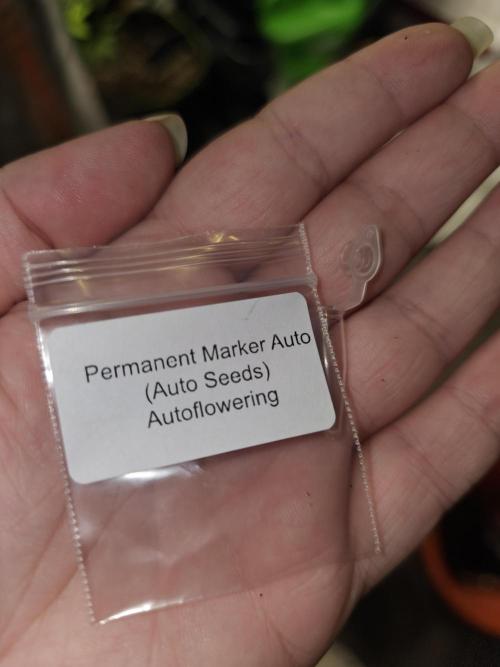 Permanent Marker Auto
(Auto Seeds)
Autoflowering